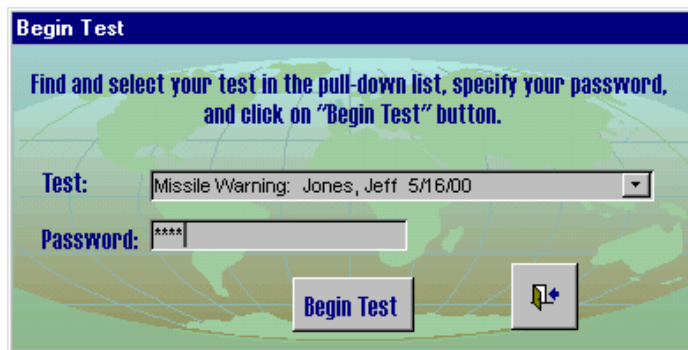 Begin Test
Find and select your test in the pull-down list, specify your password,
and click on "Begin Test" button.
Test: Missile Warning: Jones, Jeff 5/16/00
Password: ****
Begin Test